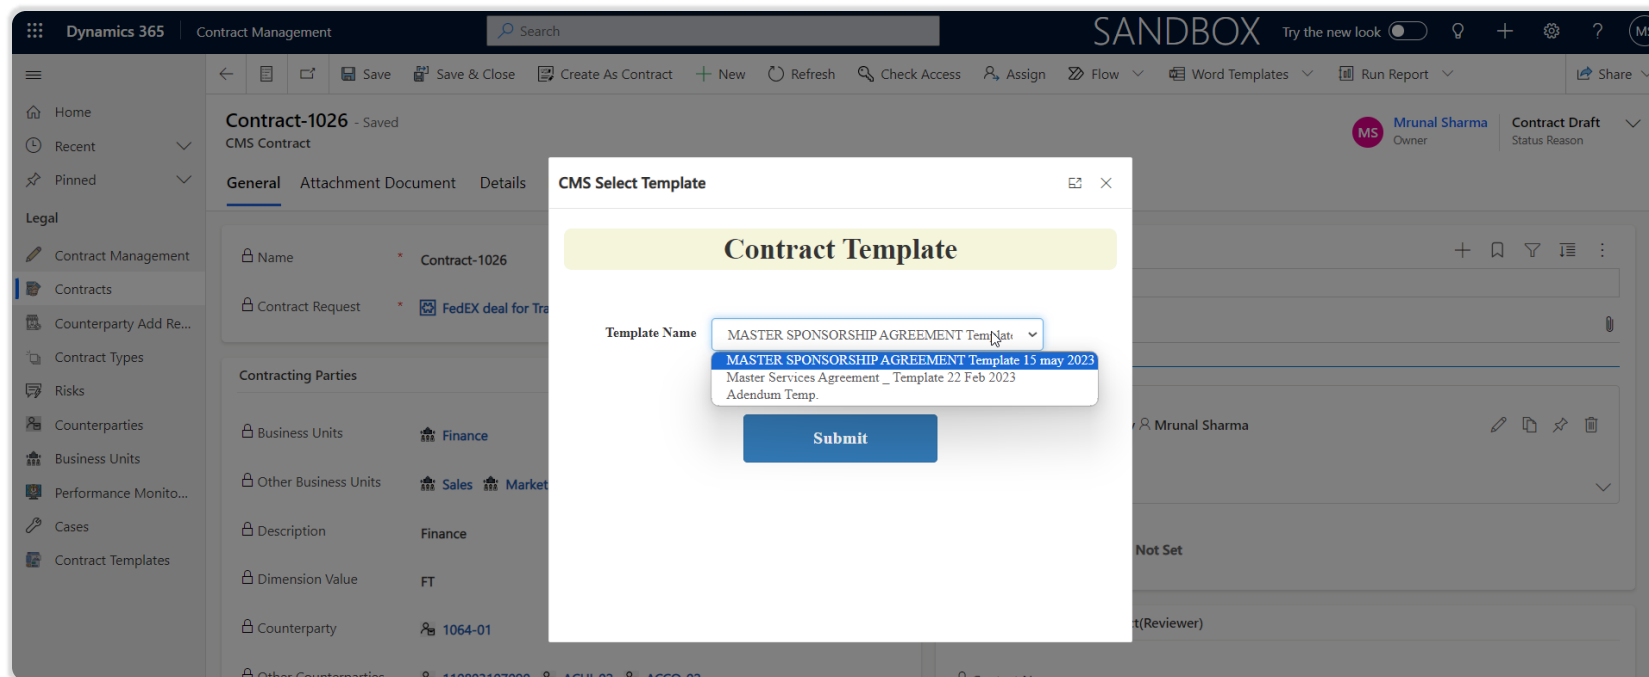 Dynamics 365
Contract Management
Search
SANDBOX
Try the new look
?
MS
Save
Save & Close
Create As Contract
New
Refresh
Check Access
Assign
Flow
Word Templates
Run Report
Share
Home
Recent
Pinned
Legal
Contract Management
Contracts
Counterparty Add Re...
Contract Types
Risks
Counterparties
Business Units
Performance Monito...
Cases
Contract Templates
Contract-1026 - Saved
CMS Contract
MS
Mrunal Sharma
Owner
Contract Draft
Status Reason
General
Attachment Document
Details
Name
*
Contract-1026
Contract Request
*
FedEX deal for Tra
Contracting Parties
Business Units
Finance
Other Business Units
Sales
Market
Description
Finance
Dimension Value
FT
Counterparty
1064-01
CMS Select Template
Contract Template
Template Name
MASTER SPONSORSHIP AGREEMENT Template
MASTER SPONSORSHIP AGREEMENT Template 15 may 2023
Master Services Agreement _ Template 22 Feb 2023
Adendum Temp.
Submit
Mrunal Sharma
Not Set
t(Reviewer)